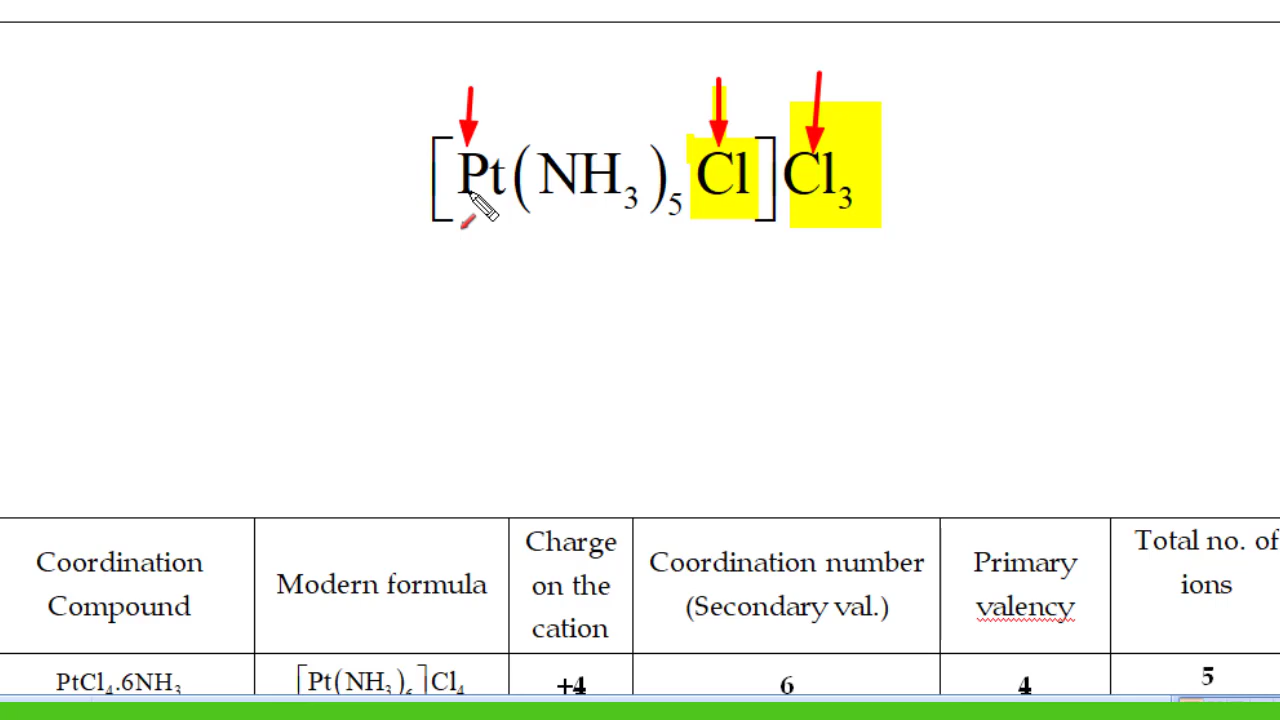 [Pt(NH₃)₅Cl]Cl₃
Coordination Compound
Modern formula
Charge on the cation
Coordination number (Secondary val.)
Primary valency
Total no. of ions
PtCl₄.6NH₃
[Pt(NH₃)₆]Cl₄
+4
6
4
5